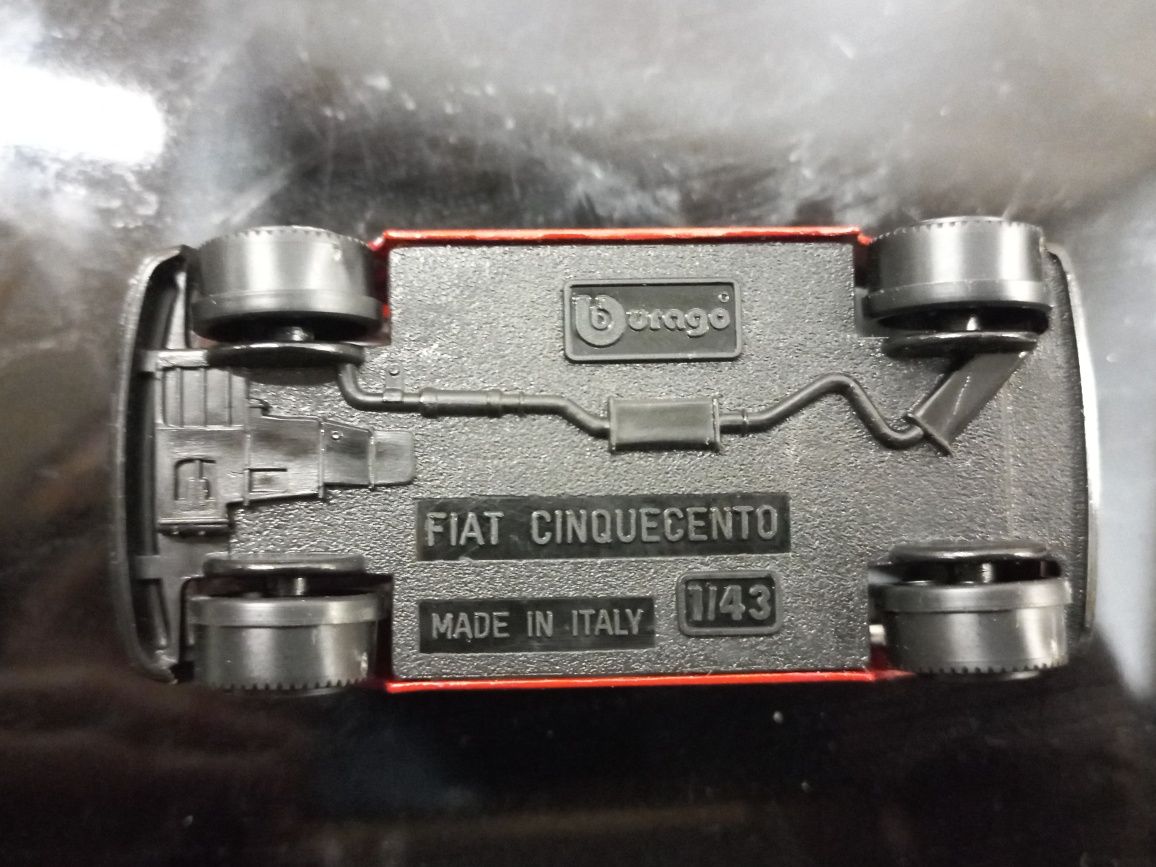 Burago
FIAT CINQUECENTO
MADE IN ITALY
1/43